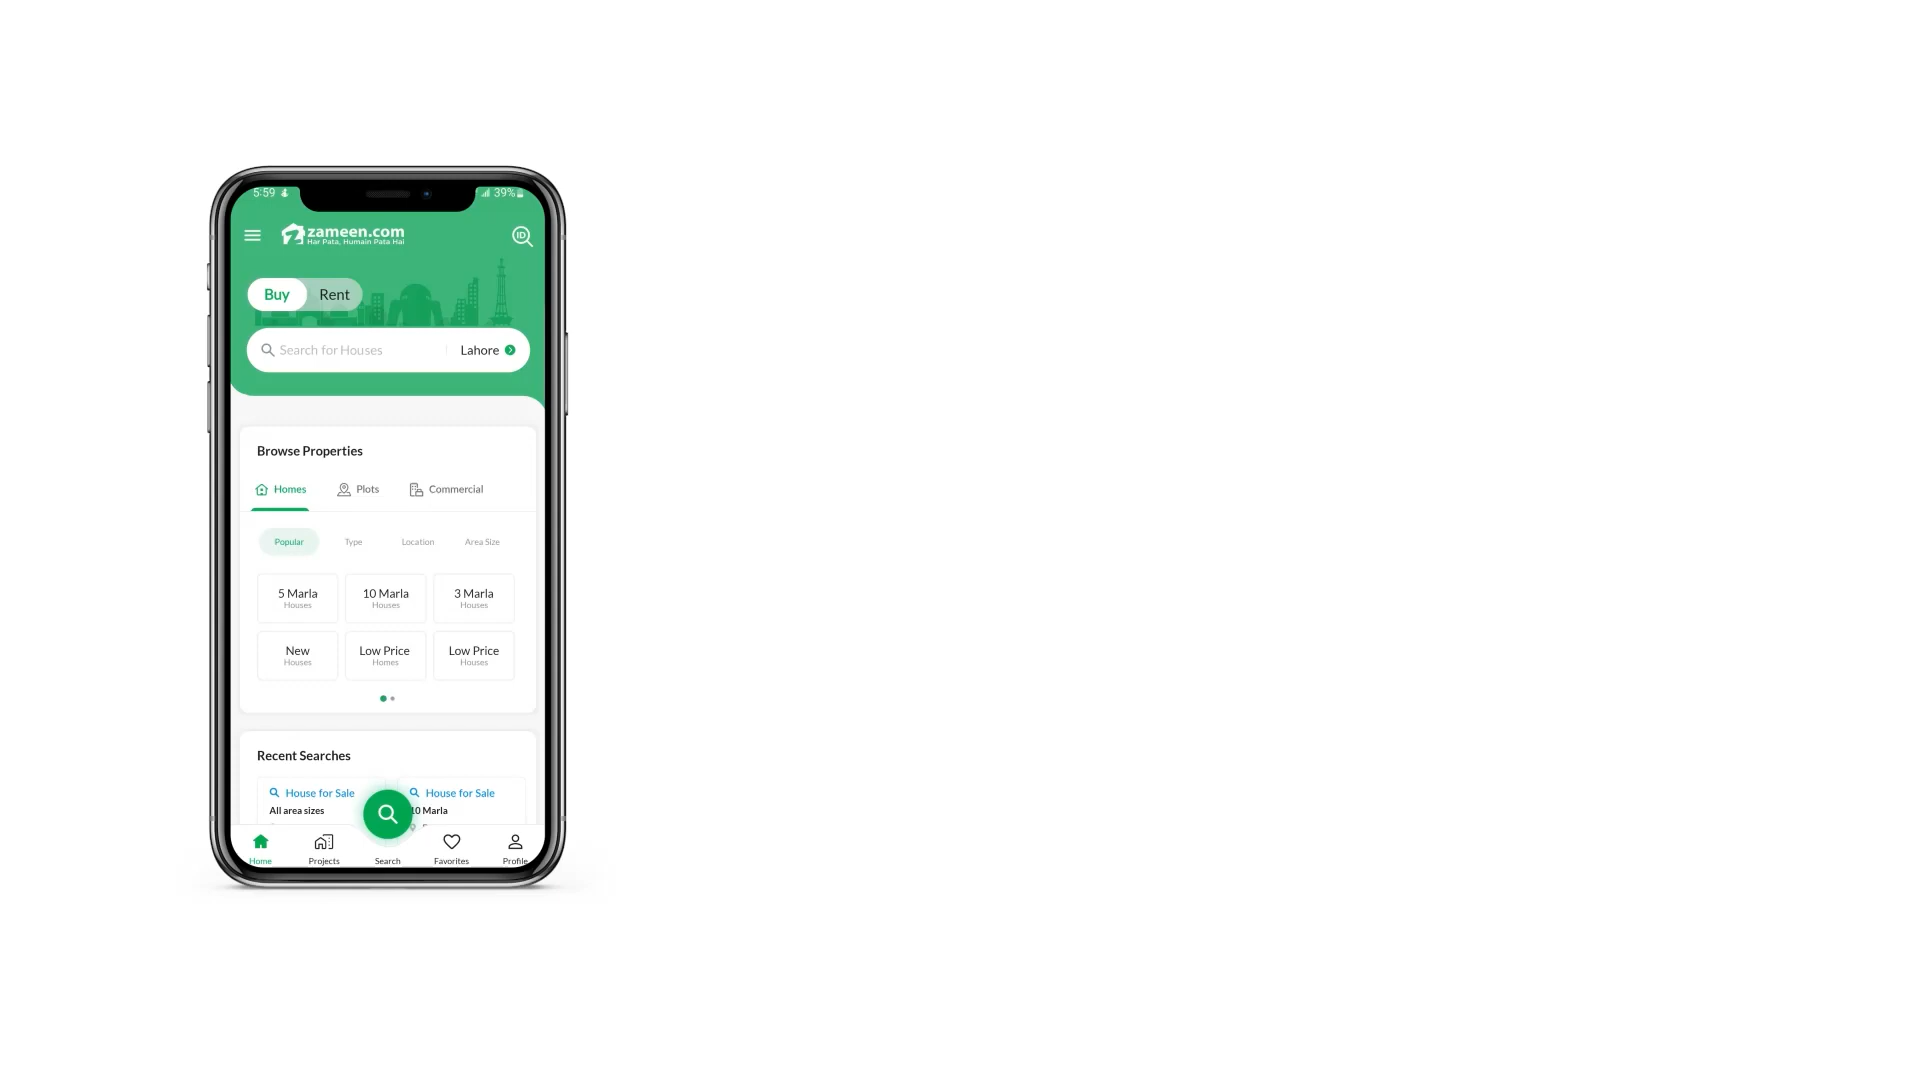 5:59
39%
zameen.com
Har Pata, Humain Pata Hai
ID
Buy Rent
Search for Houses Lahore
Browse Properties
Homes Plots Commercial
Popular Type Location Area Size
5 Marla 10 Marla 3 Marla
Houses Houses Houses
New Low Price Low Price
Houses Homes Houses
Recent Searches
House for Sale House for Sale
All area sizes 10 Marla
Home Projects Search Favorites Profile